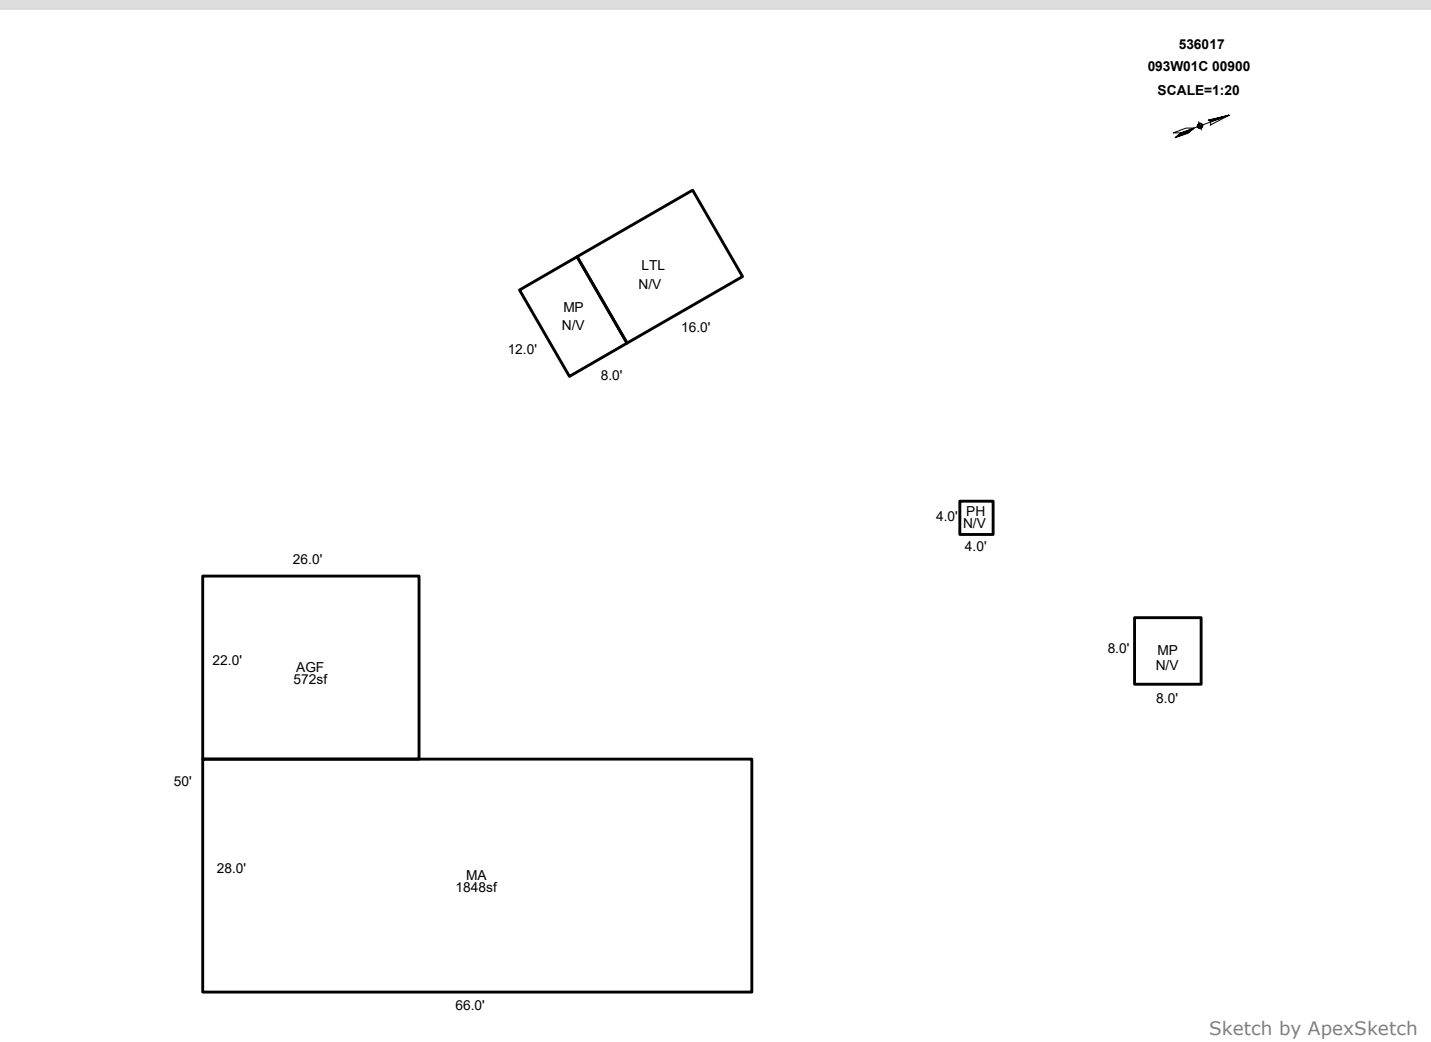 536017
093W01C 00900
SCALE=1:20
LTL
N/V
MP
N/V
12.0'
16.0'
8.0'
4.0'
PH
N/V
4.0'
26.0'
22.0'
AGF
572sf
8.0'
MP
N/V
8.0'
50'
28.0'
MA
1848sf
66.0'
Sketch by ApexSketch